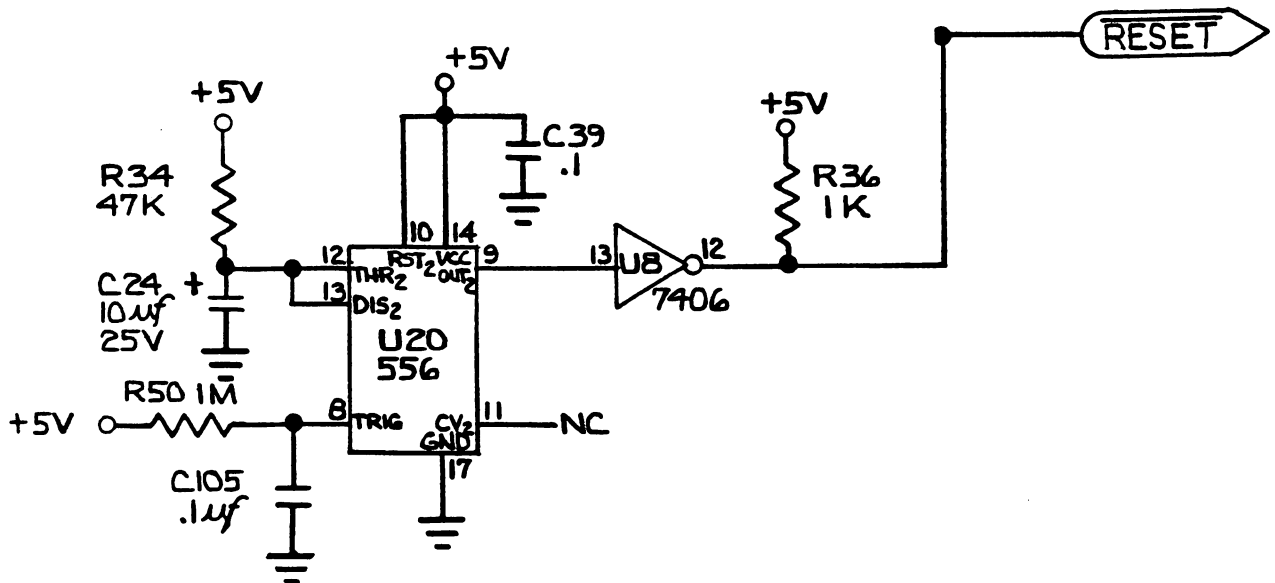 RESET
+5V
+5V
+5V
C39
.1
R34
47K
R36
1K
10
14
12
RST2
VCC
9
THR2
OUT2
13
U8
12
7406
C24
+
10uf
25V
13
DIS2
U20
556
R50 1M
+5V
8
TRIG
CV2
11
NC
GND
17
C105
.1uf